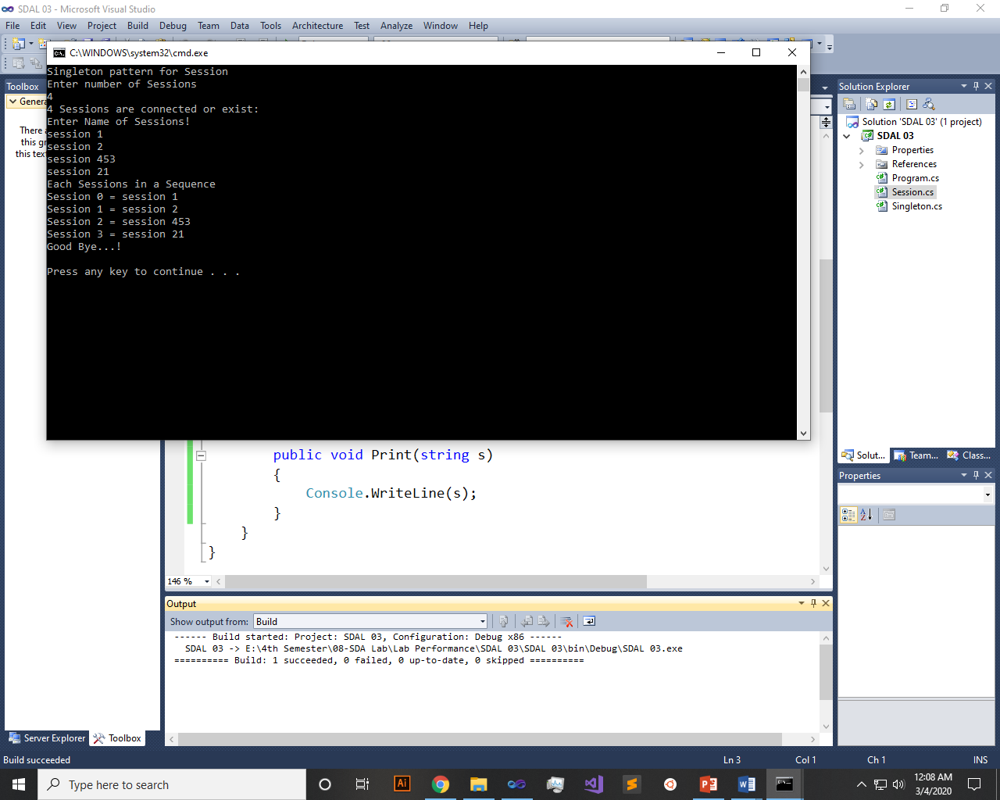 SDAL 03 - Microsoft Visual Studio
File Edit View Project Build Debug Team Data Tools Architecture Test Analyze Window Help
C:\WINDOWS\system32\cmd.exe
Singleton pattern for Session
Enter number of Sessions
4
4 Sessions are connected or exist:
Enter Name of Sessions!
session 1
session 2
session 453
session 21
Each Sessions in a Sequence
Session 0 = session 1
Session 1 = session 2
Session 2 = session 453
Session 3 = session 21
Good Bye...!
Press any key to continue . . .
Toolbox
There
this
this
public void Print(string s)
{
Console.WriteLine(s);
}
}
}
146 %
Solution Explorer
Solution 'SDAL 03' (1 project)
SDAL 03
Properties
References
Program.cs
Session.cs
Singleton.cs
Solut... Team... Class...
Properties
Output
Show output from: Build
------ Build started: Project: SDAL 03, Configuration: Debug x86 ------
SDAL 03 -> E:\4th Semester\08-SDA Lab\Lab Performance\SDAL 03\SDAL 03\bin\Debug\SDAL 03.exe
========== Build: 1 succeeded, 0 failed, 0 up-to-date, 0 skipped ==========
Server Explorer Toolbox
Build succeeded Ln 3 Col 1 Ch 1 INS
Type here to search
12:08 AM
3/4/2020